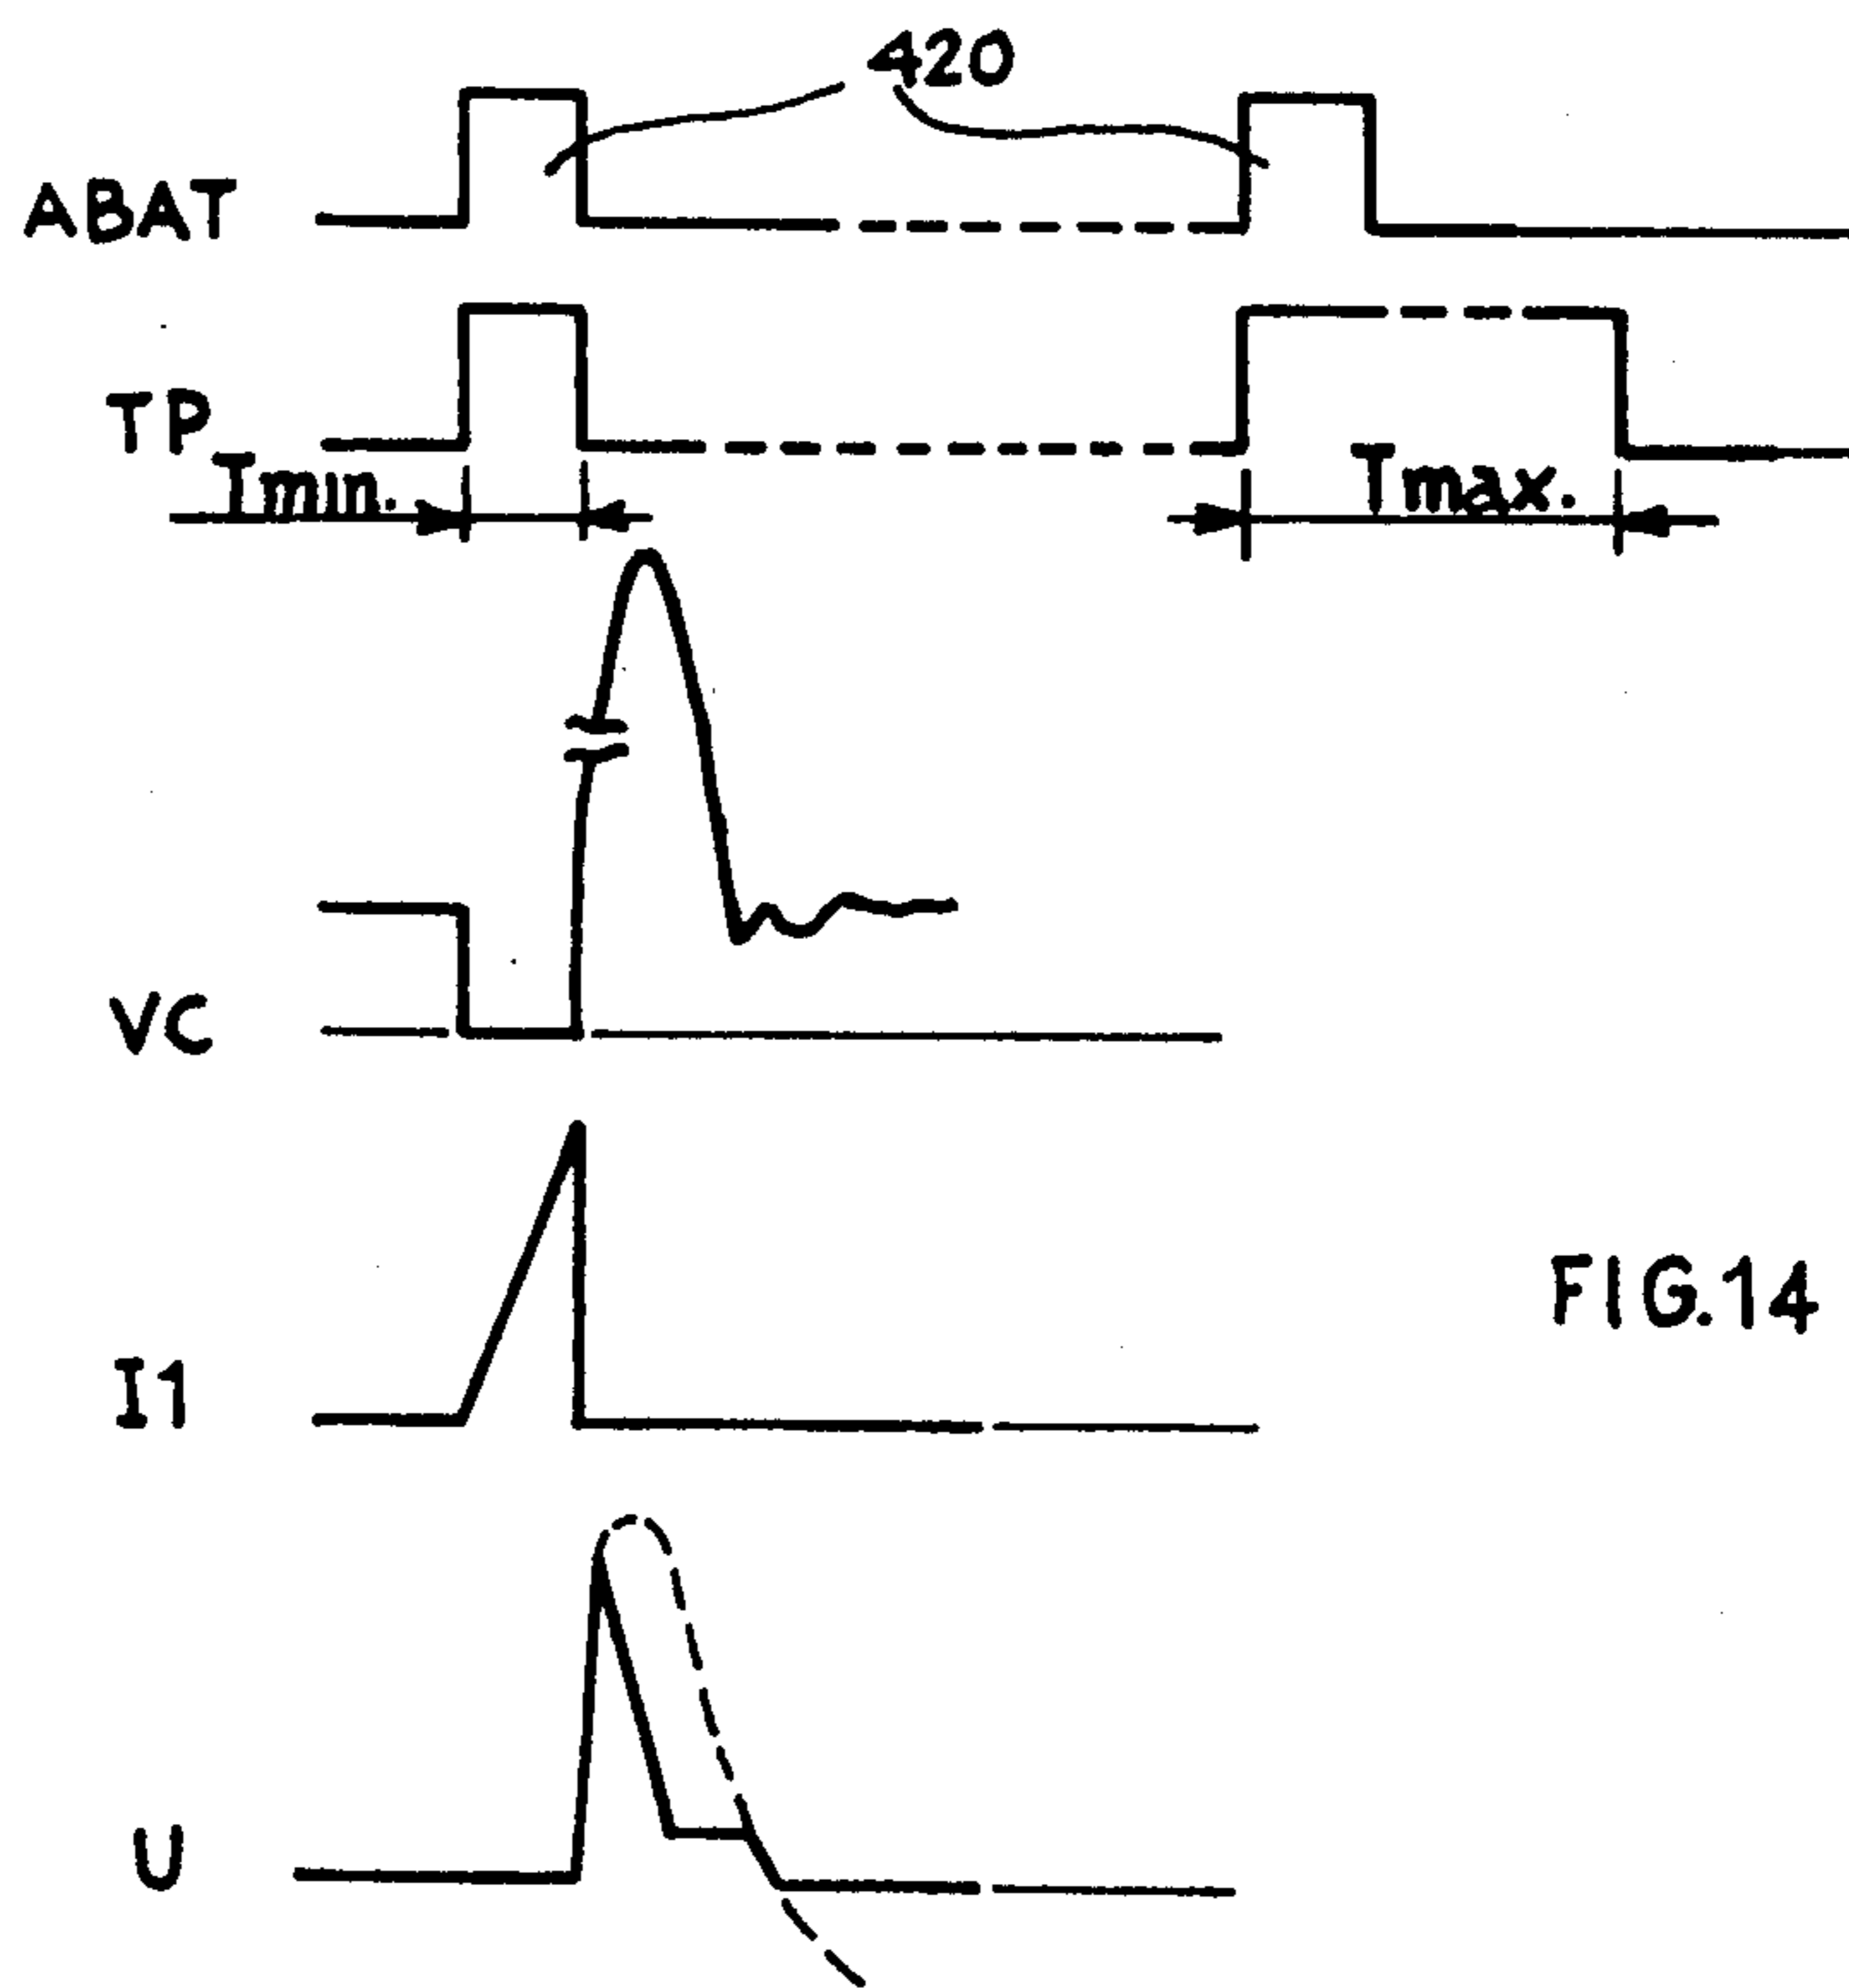 420
ABAT
TP
Tmin.
Tmax.
VC
I1
FIG.14
U